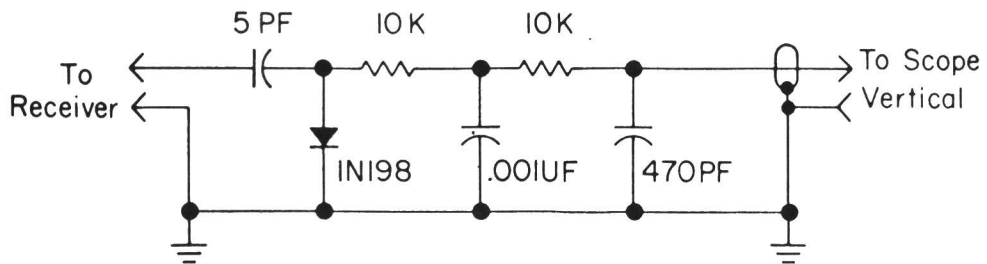 5 PF
10K
10K
To
Receiver
To Scope
Vertical
1N198
.001UF
470PF